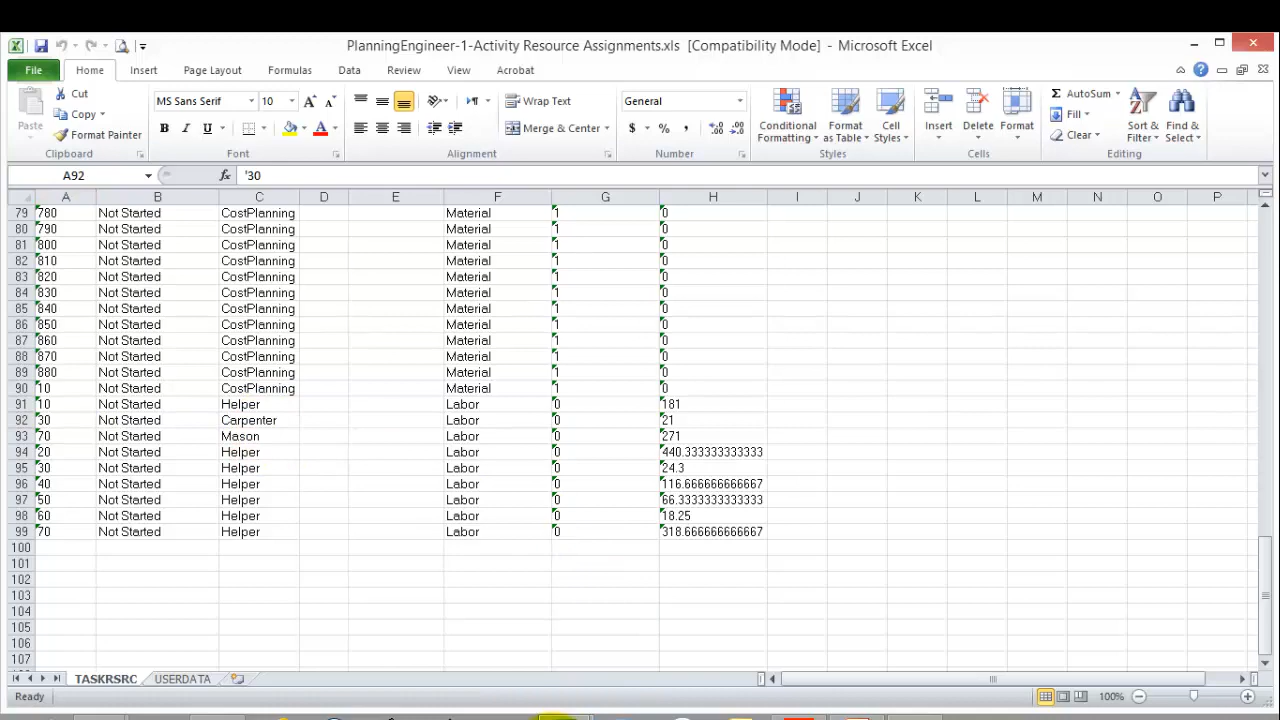 PlanningEngineer-1-Activity Resource Assignments.xls [Compatibility Mode] - Microsoft Excel
File Home Insert Page Layout Formulas Data Review View Acrobat
Paste Cut Copy Format Painter Clipboard
MS Sans Serif 10 A A B I U A Font
Wrap Text Merge & Center Alignment
General $ % , Number
Conditional Formatting Format as Table Cell Styles Styles
Insert Delete Format Cells
AutoSum Fill Clear Sort & Filter Find & Select Editing
A92 fx '30
A B C D E F G H I J K L M N O P
79 780 Not Started CostPlanning Material 1 0
80 790 Not Started CostPlanning Material 1 0
81 800 Not Started CostPlanning Material 1 0
82 810 Not Started CostPlanning Material 1 0
83 820 Not Started CostPlanning Material 1 0
84 830 Not Started CostPlanning Material 1 0
85 840 Not Started CostPlanning Material 1 0
86 850 Not Started CostPlanning Material 1 0
87 860 Not Started CostPlanning Material 1 0
88 870 Not Started CostPlanning Material 1 0
89 880 Not Started CostPlanning Material 1 0
90 10 Not Started CostPlanning Material 1 0
91 10 Not Started Helper Labor 0 181
92 30 Not Started Carpenter Labor 0 21
93 70 Not Started Mason Labor 0 271
94 20 Not Started Helper Labor 0 440.333333333333
95 30 Not Started Helper Labor 0 24.3
96 40 Not Started Helper Labor 0 116.666666666667
97 50 Not Started Helper Labor 0 66.3333333333333
98 60 Not Started Helper Labor 0 18.25
99 70 Not Started Helper Labor 0 318.666666666667
100
101
102
103
104
105
106
107
TASKRSRC USERDATA
Ready 100%